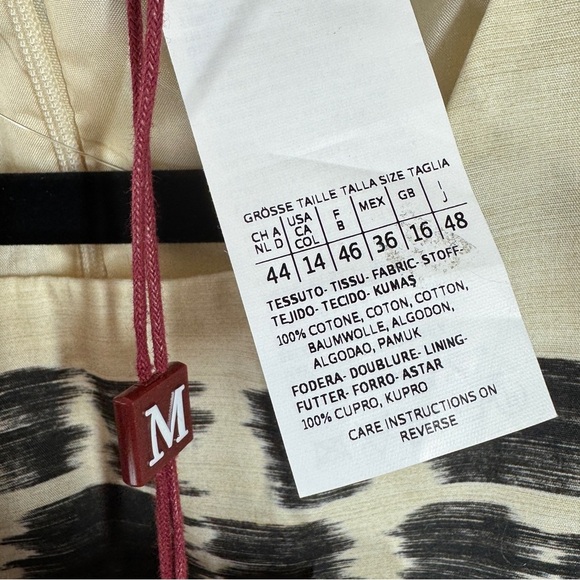 GRÖSSE TAILLE TALLA SIZE TAGLIA
CH A USA F MEX GB I
NL D CA B J
COL
44 14 46 36 16 48
TESSUTO- TISSU- FABRIC- STOFF-
TEJIDO- TECIDO- KUMAŞ
100% COTONE, COTON, COTTON,
BAUMWOLLE, ALGODON,
ALGODAO, PAMUK
FODERA- DOUBLURE- LINING-
FUTTER- FORRO- ASTAR
100% CUPRO, KUPRO
CARE INSTRUCTIONS ON
REVERSE
M